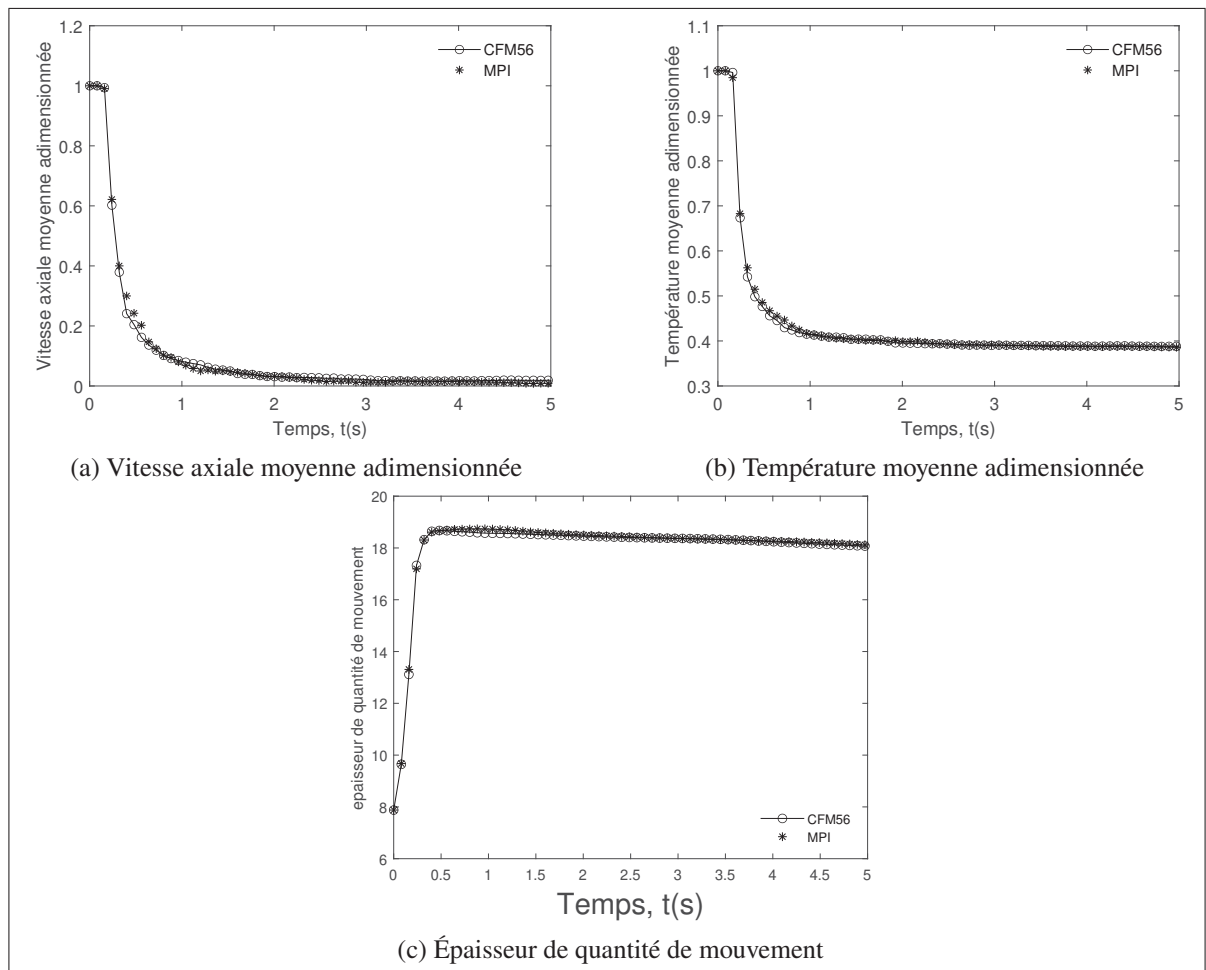 1.2
1
0.8
0.6
0.4
0.2
0
Vitesse axiale moyenne adimensionnée
CFM56
MPI
0 1 2 3 4 5
Temps, t(s)
(a) Vitesse axiale moyenne adimensionnée
1.1
1
0.9
0.8
0.7
0.6
0.5
0.4
0.3
Température moyenne adimensionnée
CFM56
MPI
0 1 2 3 4 5
Temps, t(s)
(b) Température moyenne adimensionnée
20
18
16
14
12
10
8
6
epaisseur de quantité de mouvement
CFM56
MPI
0 0.5 1 1.5 2 2.5 3 3.5 4 4.5 5
Temps, t(s)
(c) Épaisseur de quantité de mouvement